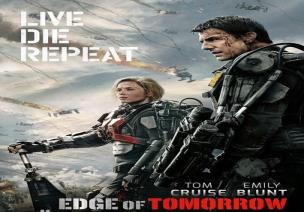 LIVE
DIE
REPEAT
TOM EMILY
CRUISE BLUNT
EDGE OF TOMORROW